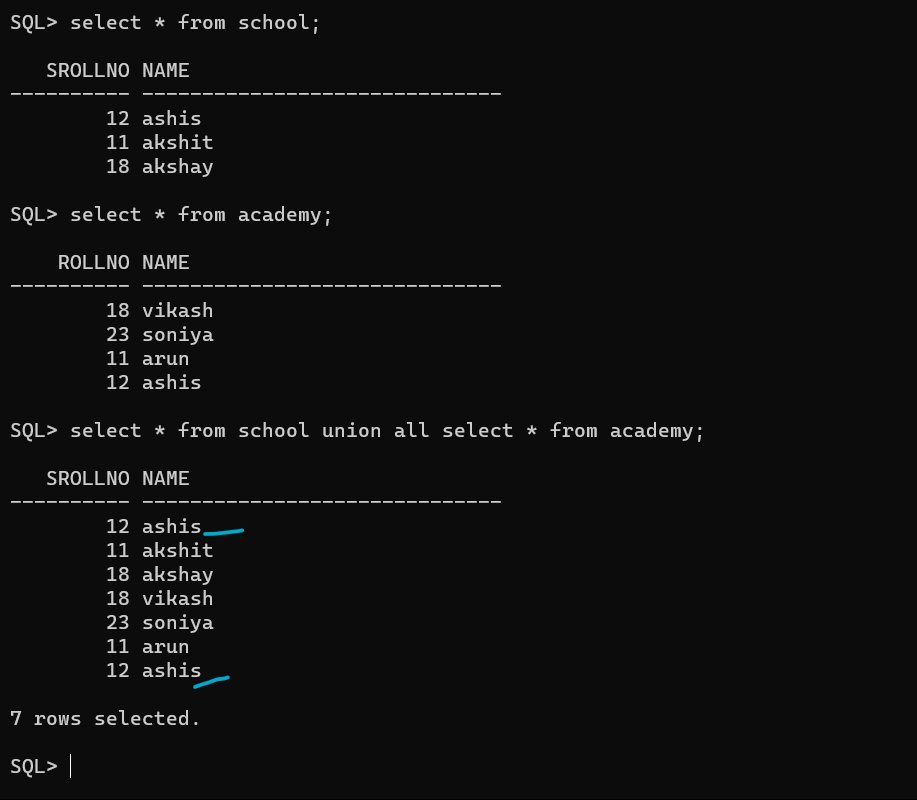 SQL> select * from school;
   SROLLNO NAME
---------- ------------------------------
        12 ashis
        11 akshit
        18 akshay
SQL> select * from academy;
    ROLLNO NAME
---------- ------------------------------
        18 vikash
        23 soniya
        11 arun
        12 ashis
SQL> select * from school union all select * from academy;
   SROLLNO NAME
---------- ------------------------------
        12 ashis
        11 akshit
        18 akshay
        18 vikash
        23 soniya
        11 arun
        12 ashis
7 rows selected.
SQL>